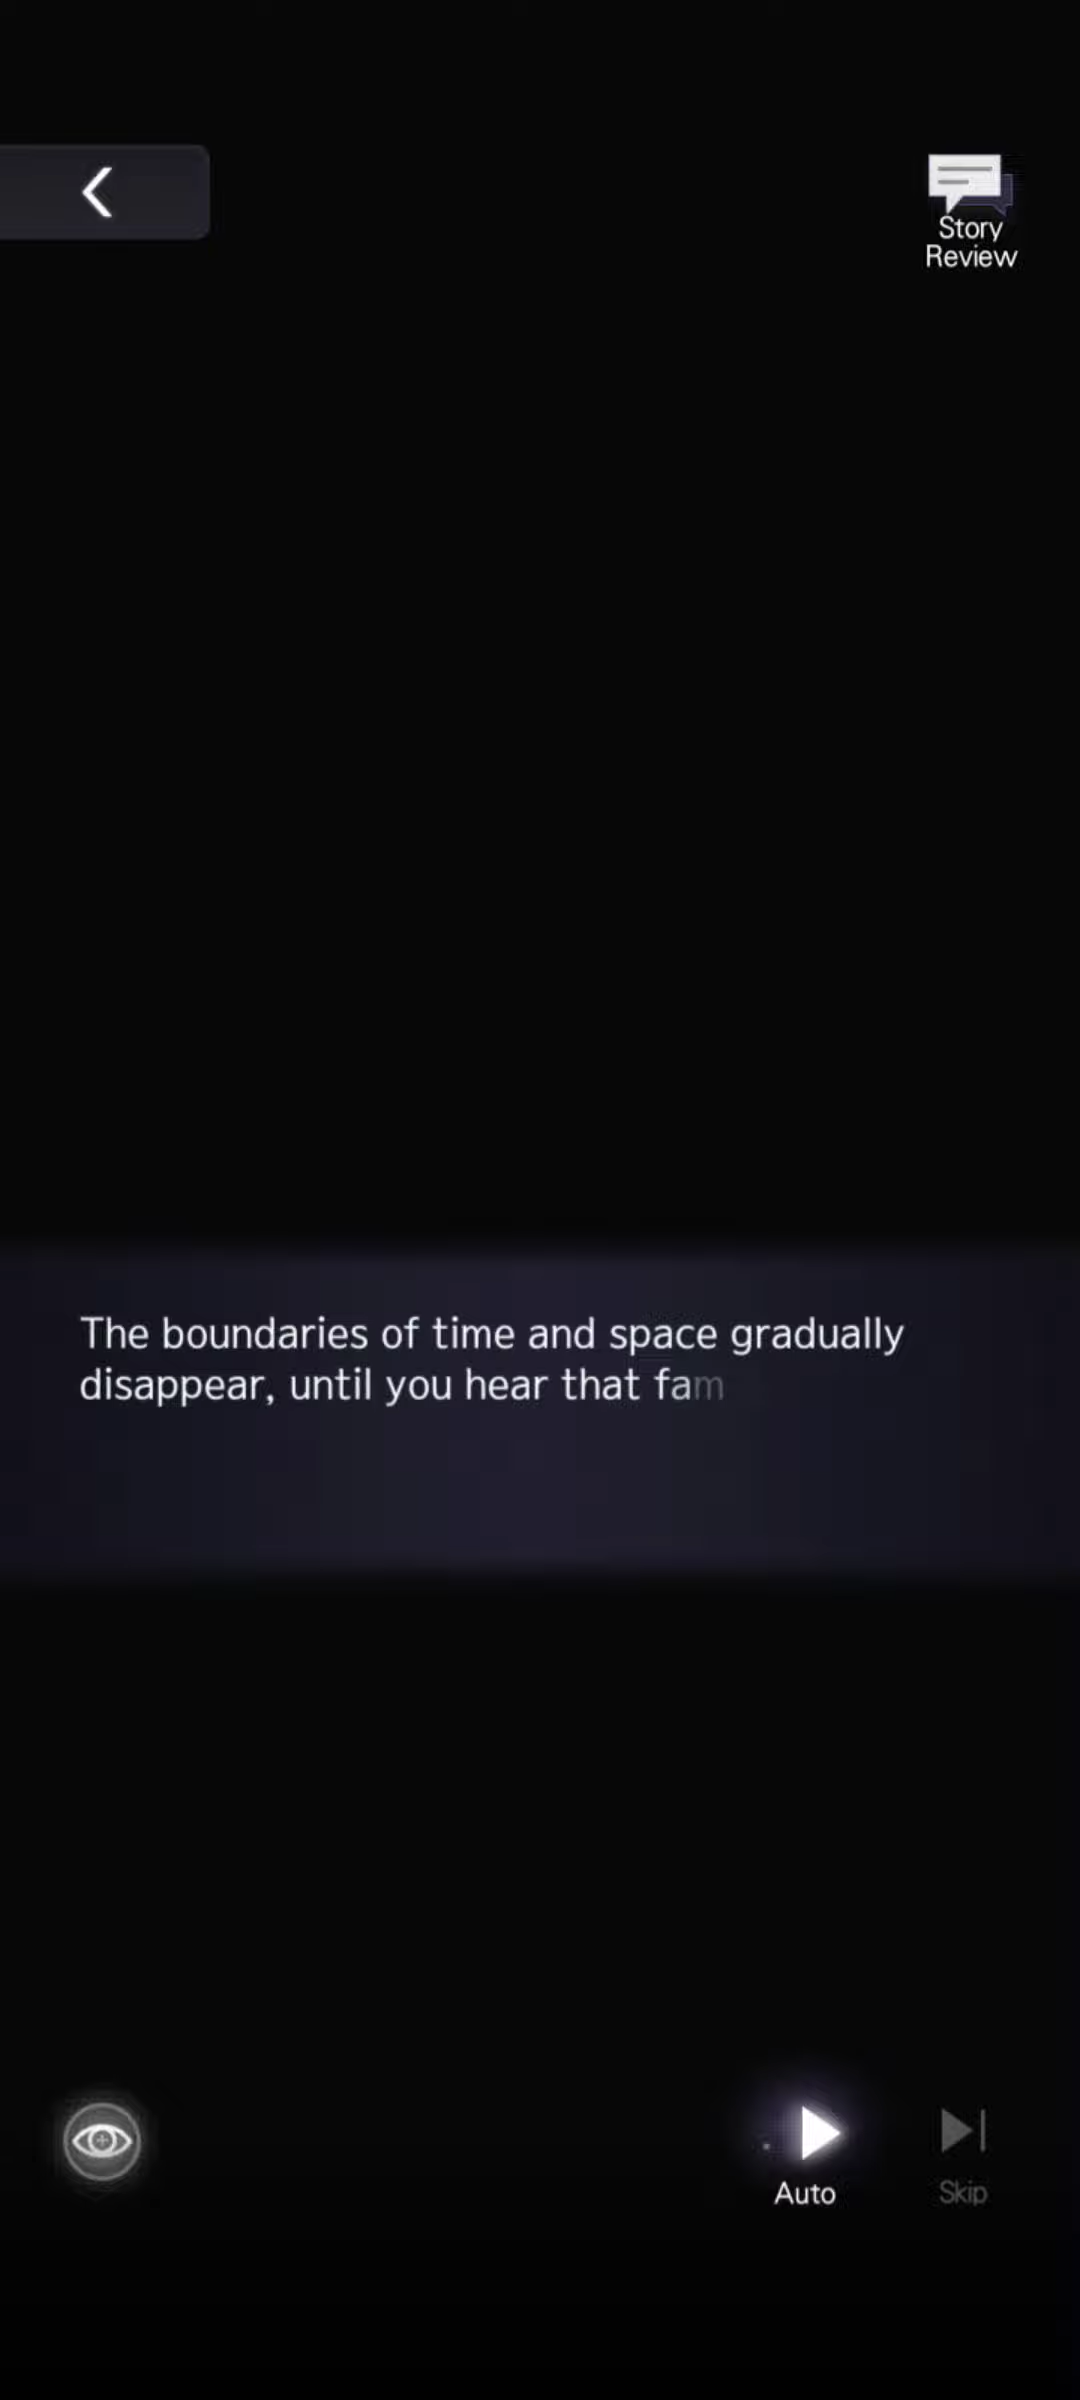 Story
Review
The boundaries of time and space gradually
disappear, until you hear that fam
Auto
Skip